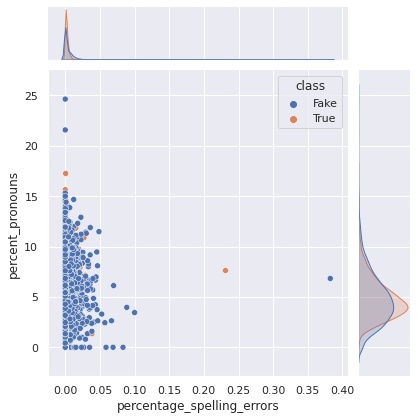 class
Fake
True
25
20
15
10
5
0
percent_pronouns
0.00 0.05 0.10 0.15 0.20 0.25 0.30 0.35 0.40
percentage_spelling_errors